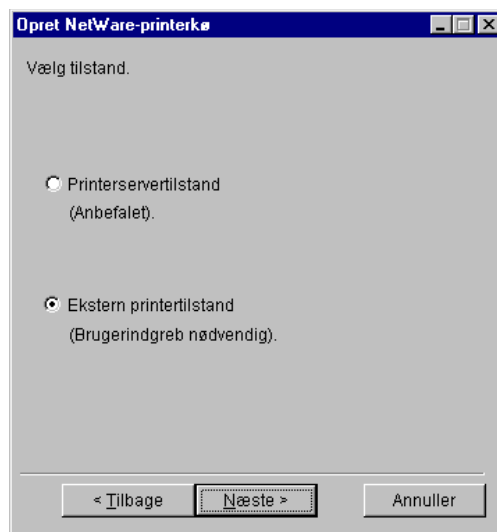 Opret NetWare-printerkø
Vælg tilstand.
Printerservertilstand
(Anbefalet).
Ekstern printertilstand
(Brugerindgreb nødvendig).
< Tilbage
Næste >
Annuller